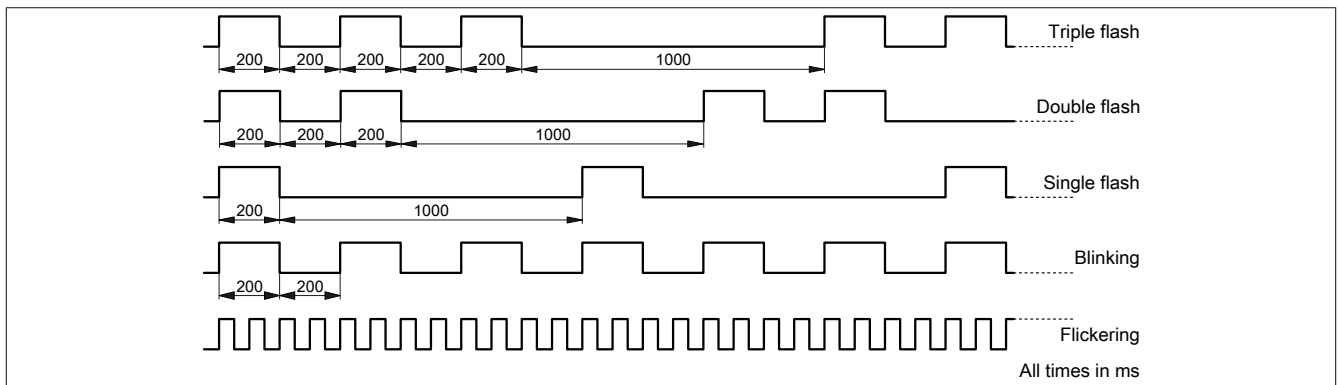 Triple flash
200 200 200 200 200 1000
Double flash
200 200 200 1000
Single flash
200 1000
Blinking
200 200
Flickering
All times in ms